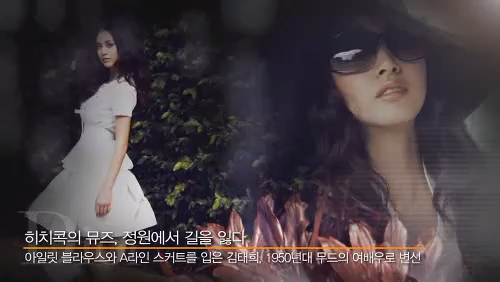 히치콕의 뮤즈, 정원에서 길을 잃다
아일릿 블라우스와 A라인 스커트를 입은 김태희, 1950년대 무드의 여배우로 변신